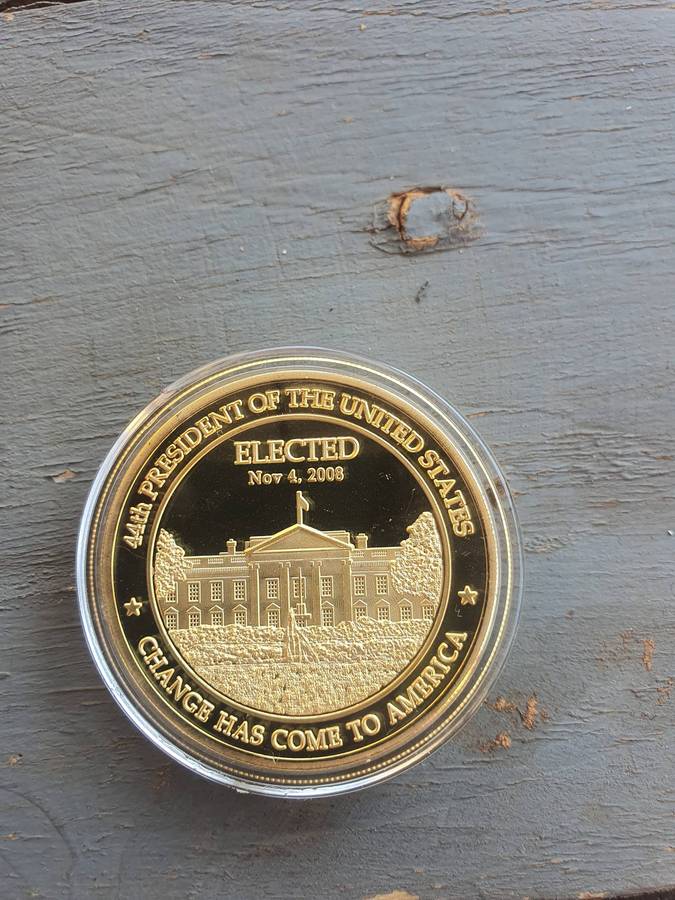 44th PRESIDENT OF THE UNITED STATES
ELECTED
Nov 4, 2008
CHANGE HAS COME TO AMERICA